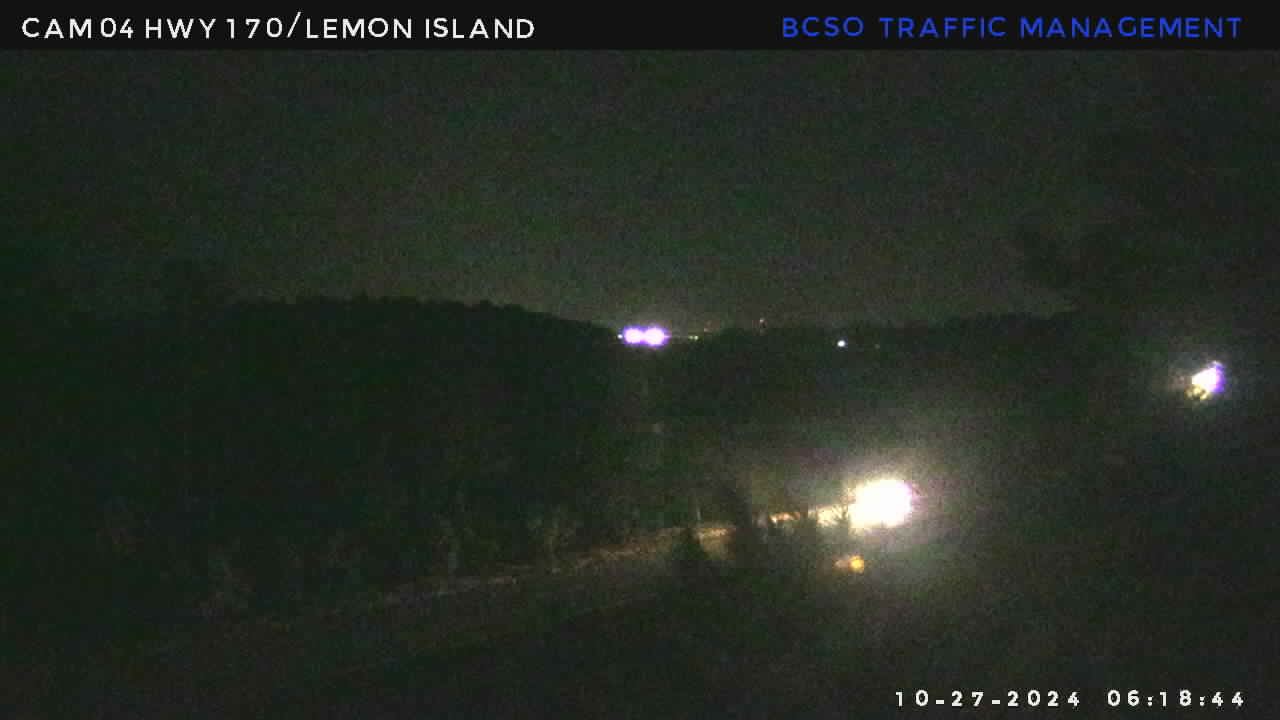 CAM04 HWY 170/LEMON ISLAND
BCSO TRAFFIC MANAGEMENT
10-27-2024 06:18:44